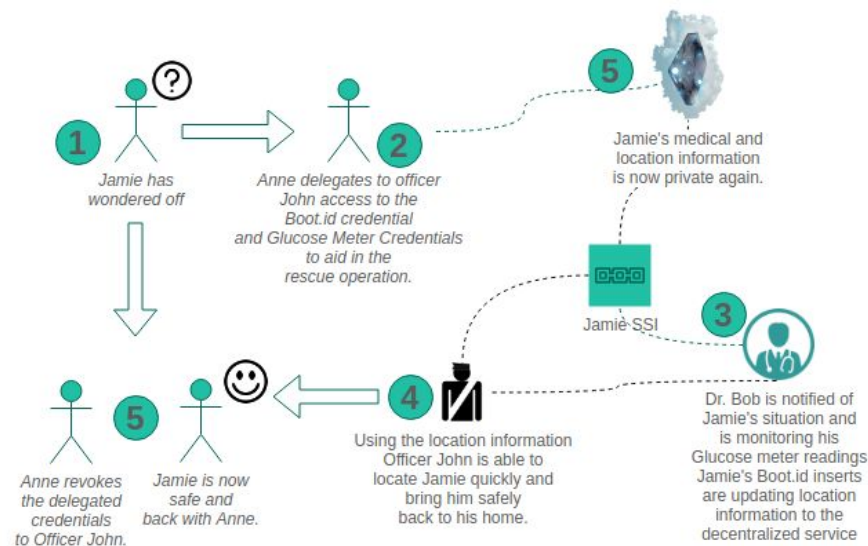 1
Jamie has
wondered off
2
Anne delegates to officer
John access to the
Boot.id credential
and Glucose Meter Credentials
to aid in the
rescue operation.
5
Jamie's medical and
location information
is now private again.
Jamie SSI
3
Dr. Bob is notified of
Jamie's situation and
is monitoring his
Glucose meter readings
Jamie's Boot.id inserts
are updating location
information to the
decentralized service
4
Using the location information
Officer John is able to
locate Jamie quickly and
bring him safely
back to his home.
5
Anne revokes
the delegated
credentials
to Officer John.
Jamie is now
safe and
back with Anne.
?